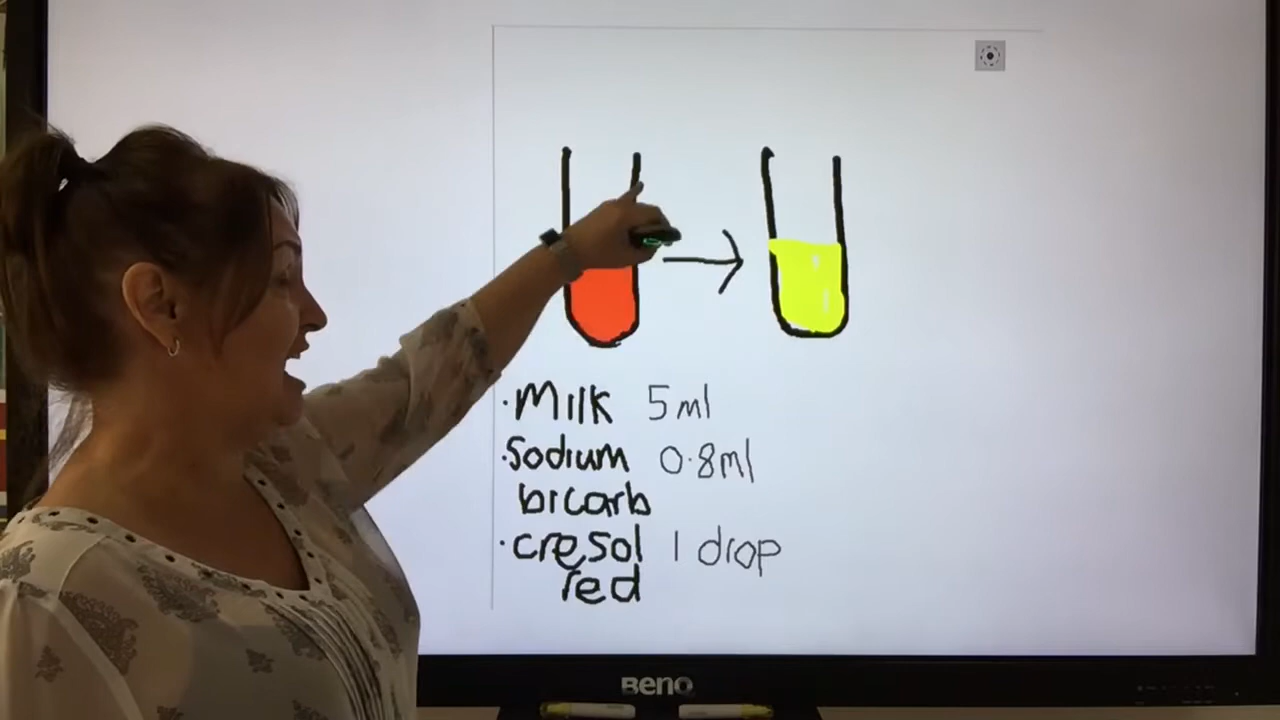 ·Milk 5ml
·Sodium 0.8ml
bicarb
·cresol 1 drop
red
BenQ